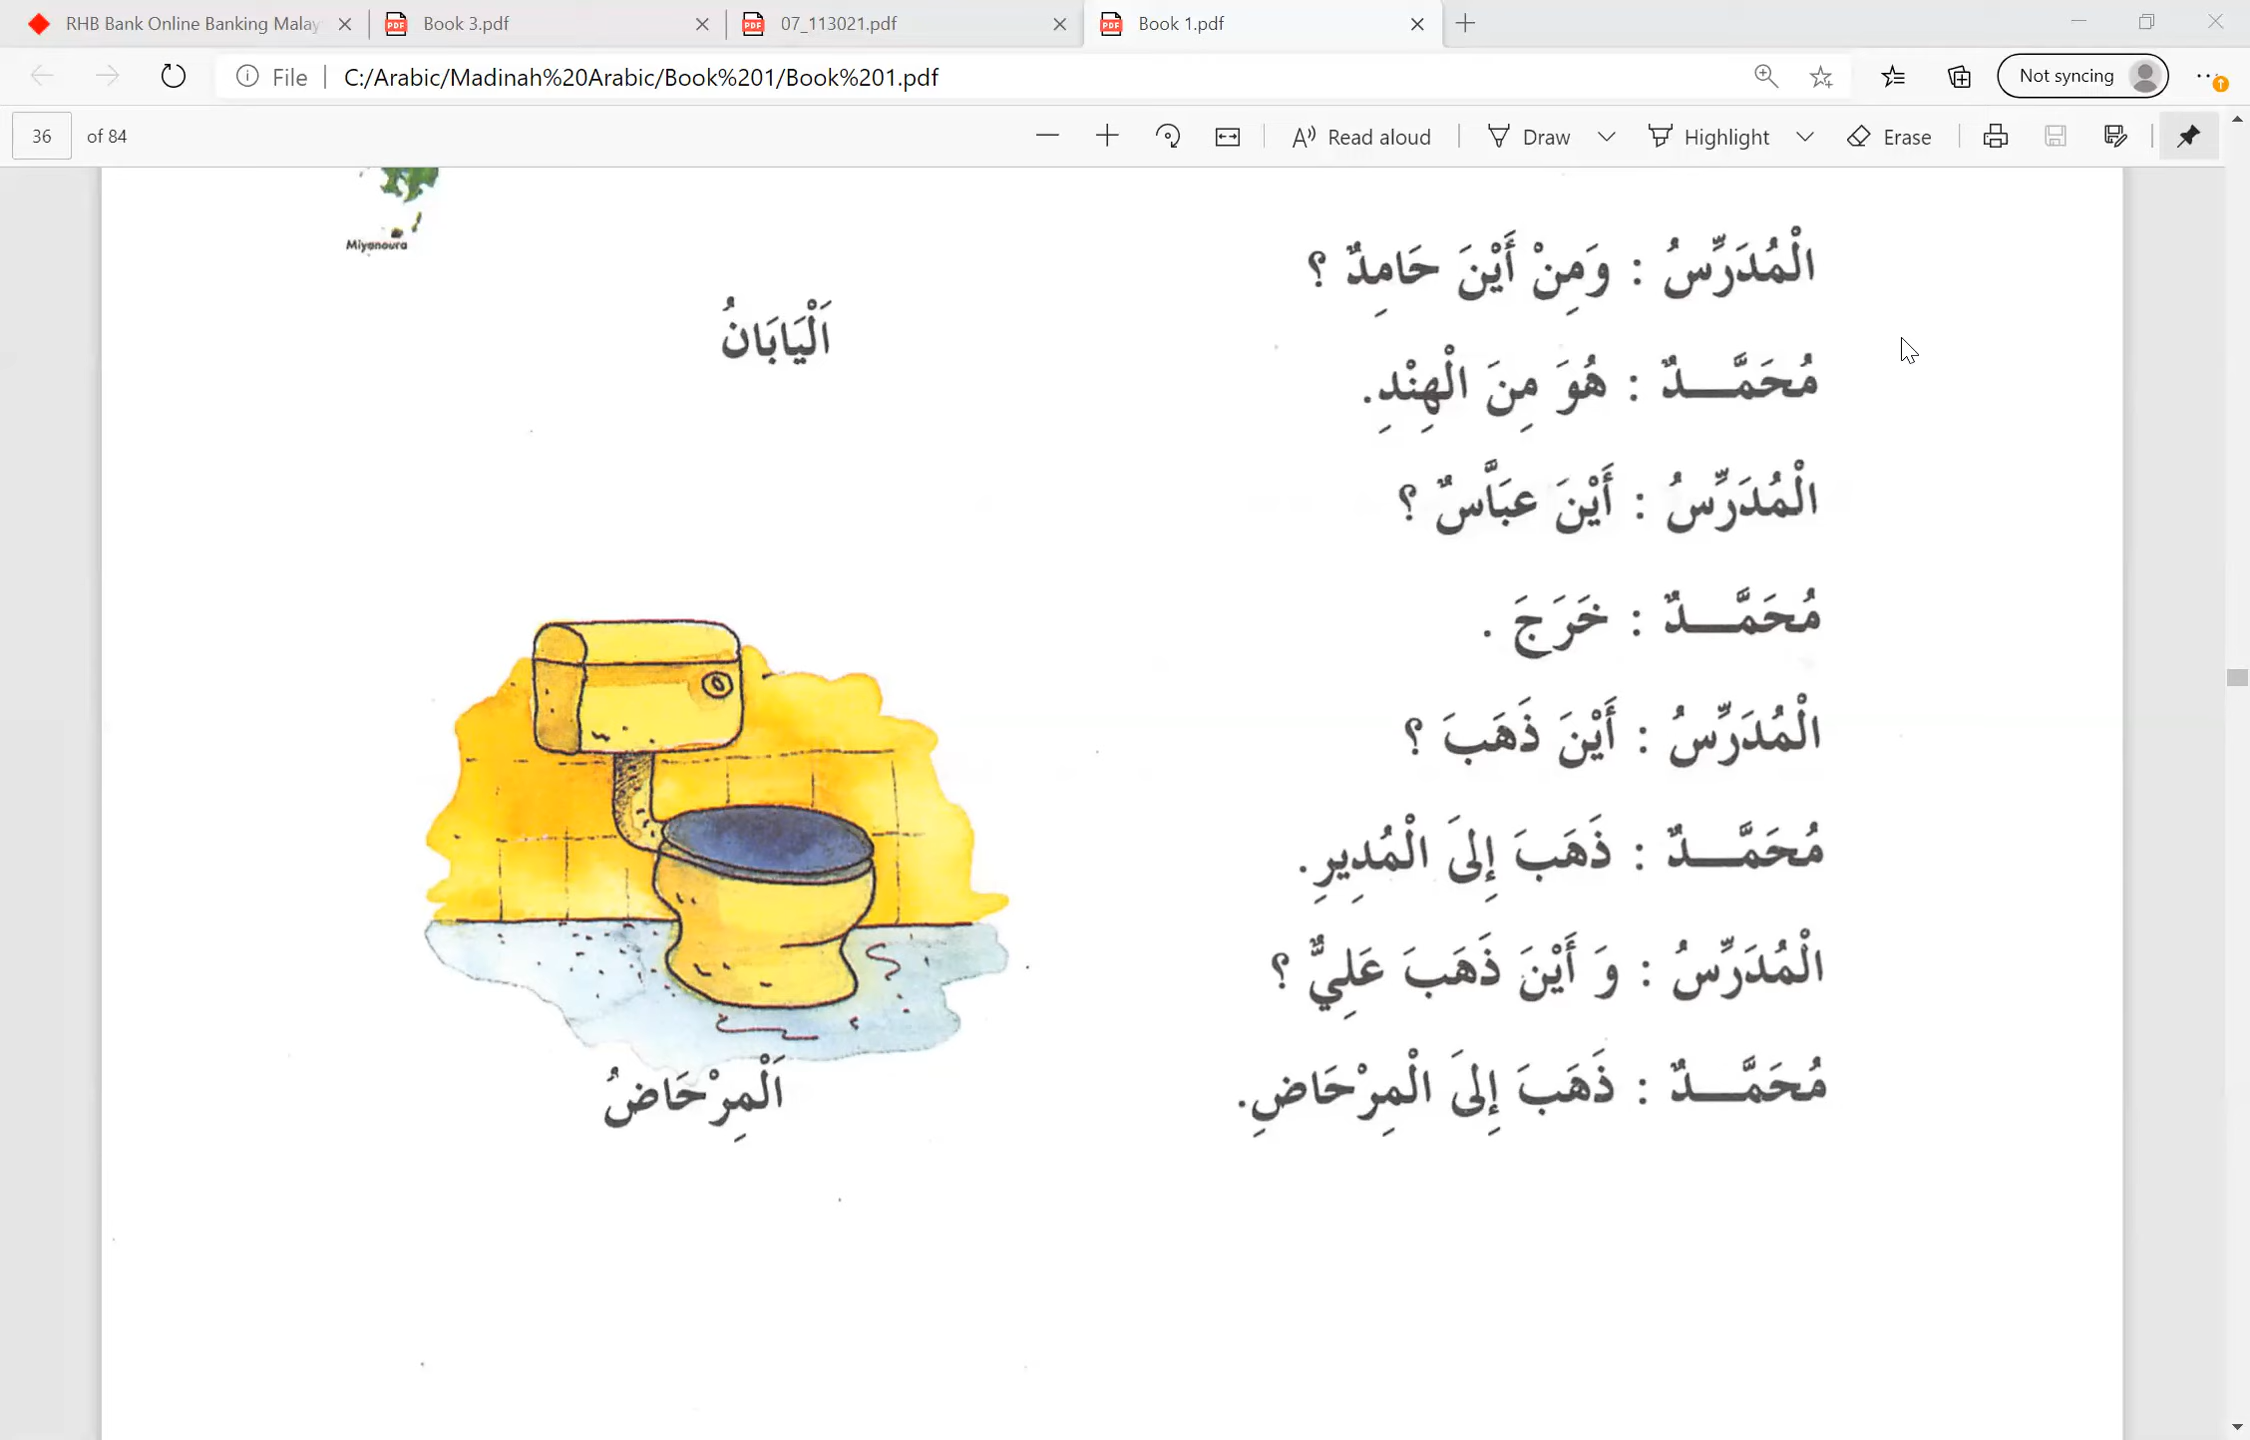 RHB Bank Online Banking Malay
Book 3.pdf
07_113021.pdf
Book 1.pdf
File
C:/Arabic/Madinah%20Arabic/Book%201/Book%201.pdf
Not syncing
36 of 84
Read aloud
Draw
Highlight
Erase
Miyanoura
الْمُدَرِّسُ : وَمِنْ أَيْنَ حَامِدٌ ؟
اَلْيَابَانُ
مُحَمَّـــدٌ : هُوَ مِنَ الْهِنْدِ.
الْمُدَرِّسُ : أَيْنَ عبَاَّسٌ ؟
مُحَمَّـــدٌ : خَرَجَ .
الْمُدَرِّسُ : أَيْنَ ذَهَبَ ؟
مُحَمَّـــدٌ : ذَهَبَ إِلىَ الْمُدِيرِ.
الْمُدَرِّسُ : وَ أَيْنَ ذَهَبَ عَلِيٌّ ؟
مُحَمَّـــدٌ : ذَهَبَ إِلىَ الْمِرْحَاضِ.
اَلْمِرْحَاضُ